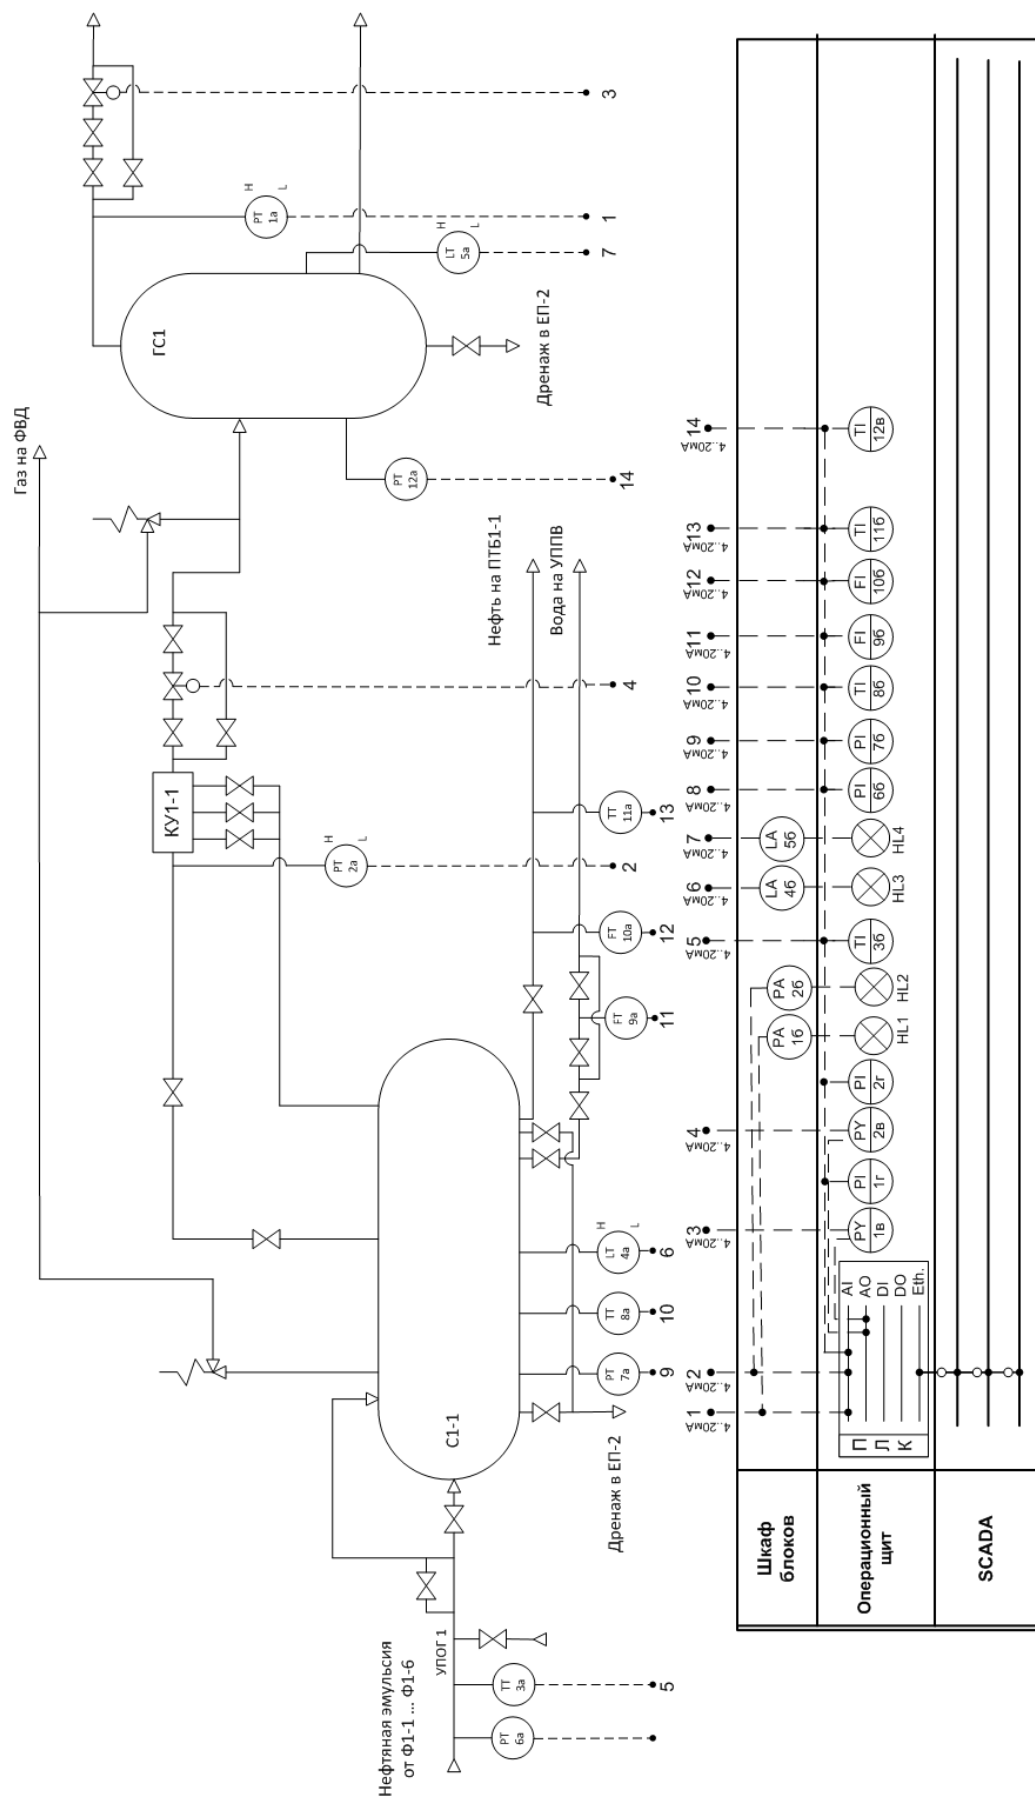 Газ на ФВД
3
H
L
PT
1а
1
H
L
LT
5а
7
ГС1
Дренаж в ЕП-2
PT
12а
14
КУ1-1
4
H
L
PT
2а
2
Нефть на ПТБ1-1
Вода на УППВ
TT
11а
13
FT
10а
12
FT
9а
11
С1-1
H
L
LT
4а
6
TT
8а
10
PT
7а
9
Дренаж в ЕП-2
Нефтяная эмульсия
от Ф1-1 ... Ф1-6
УПОГ 1
TT
3а
5
PT
6а
Шкаф
блоков
Операционный
щит
SCADA
1
4..20мА
2
4..20мА
3
4..20мА
4
4..20мА
5
4..20мА
6
4..20мА
7
4..20мА
8
4..20мА
9
4..20мА
10
4..20мА
11
4..20мА
12
4..20мА
13
4..20мА
14
4..20мА
PA
1б
PA
2б
LA
4б
LA
5б
П
Л
К
AI
AO
DI
DO
Eth.
PY
1в
PI
1г
PY
2в
PI
2г
HL1
HL2
TI
3б
HL3
HL4
PI
6б
PI
7б
TI
8б
FI
9б
FI
10б
TI
11б
TI
12в